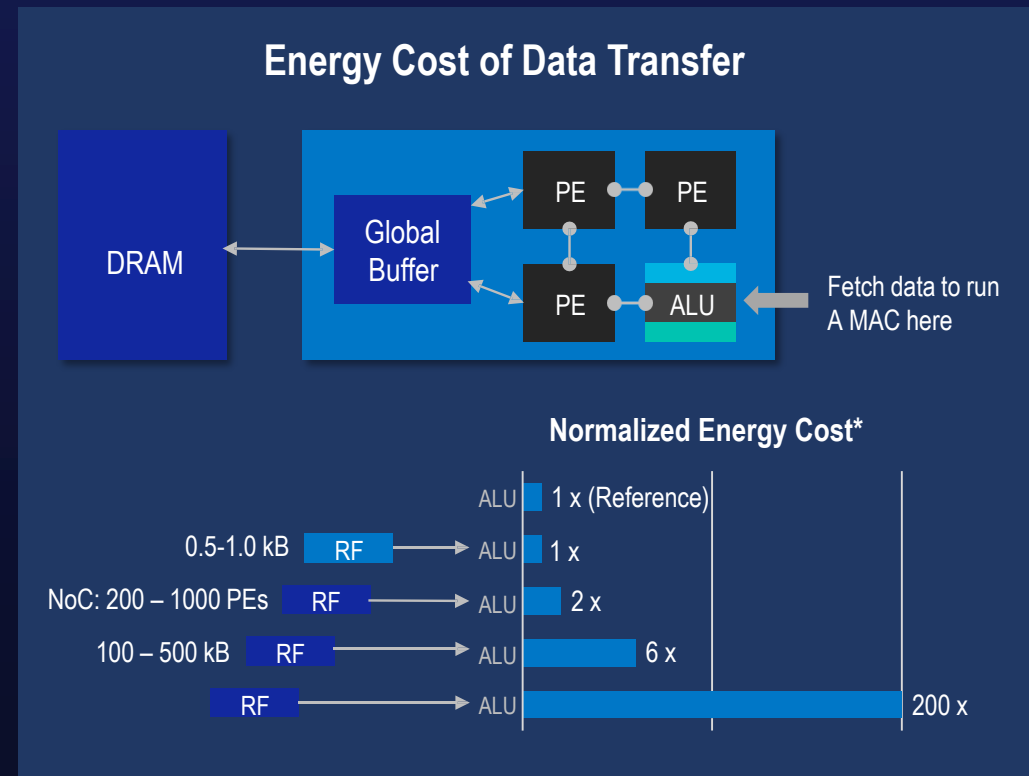 Energy Cost of Data Transfer
DRAM
Global
Buffer
PE
PE
PE
ALU
Fetch data to run
A MAC here
Normalized Energy Cost*
ALU 1 x (Reference)
0.5-1.0 kB RF ALU 1 x
NoC: 200 – 1000 PEs RF ALU 2 x
100 – 500 kB RF ALU 6 x
RF ALU 200 x